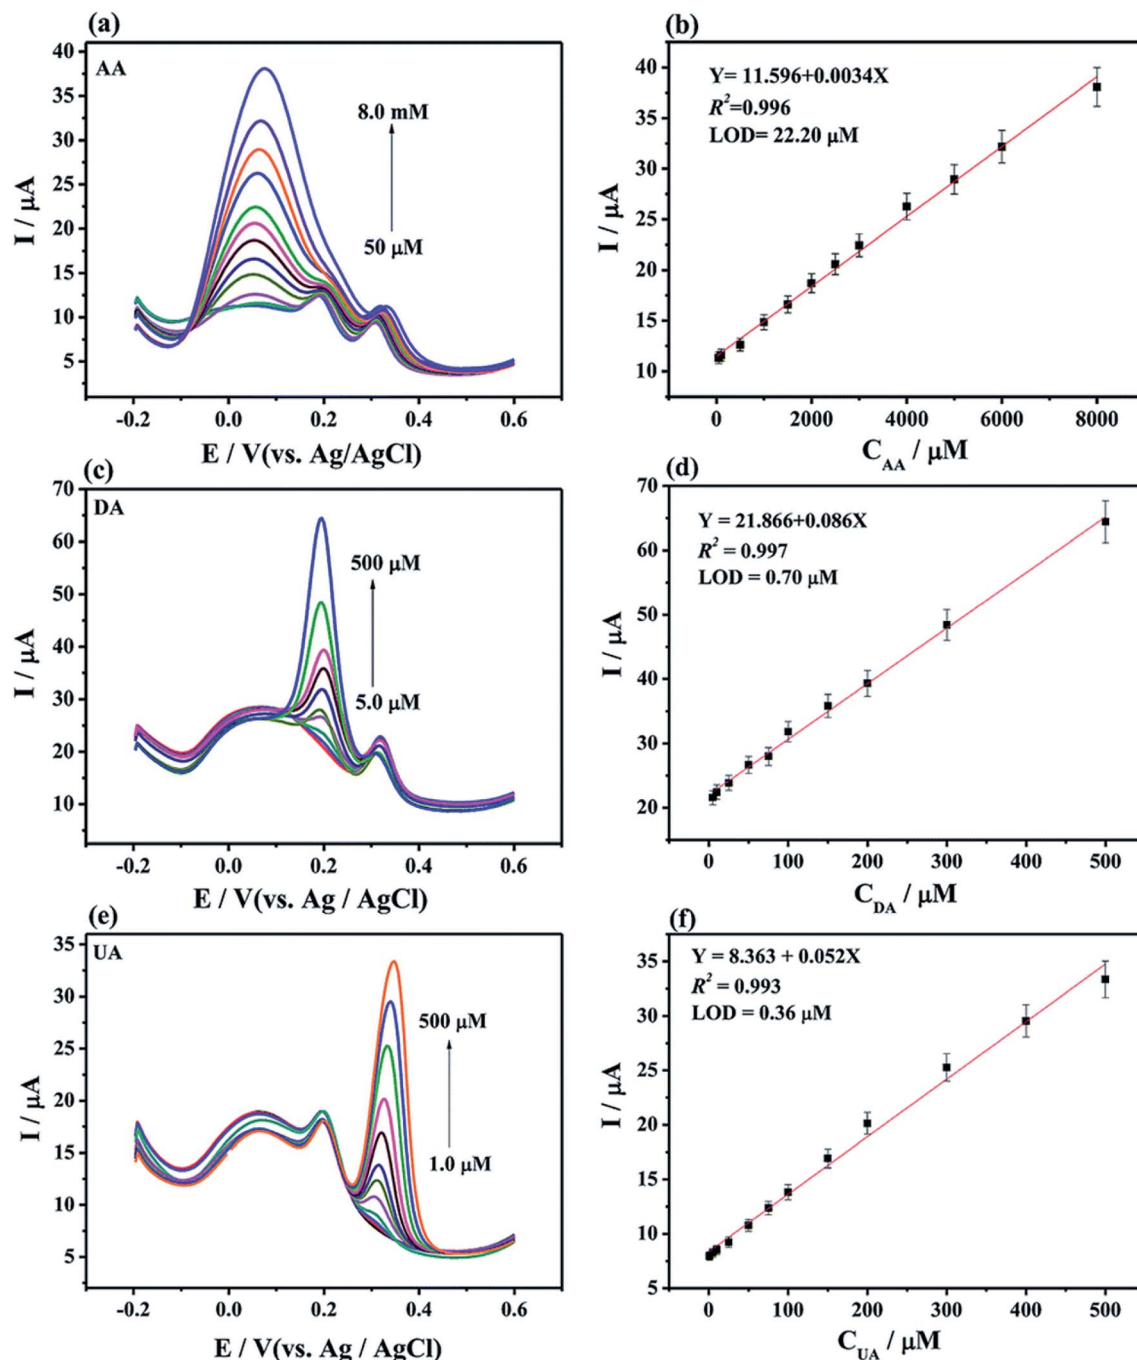 (a)
AA
8.0 mM
50 μM
I / μA
40
35
30
25
20
15
10
5
-0.2 0.0 0.2 0.4 0.6
E / V(vs. Ag/AgCl)
(b)
Y= 11.596+0.0034X
R²=0.996
LOD= 22.20 μM
I / μA
40
35
30
25
20
15
10
0 2000 4000 6000 8000
C_AA / μM
(c)
DA
500 μM
5.0 μM
I / μA
70
60
50
40
30
20
10
-0.2 0.0 0.2 0.4 0.6
E / V(vs. Ag / AgCl)
(d)
Y = 21.866+0.086X
R² = 0.997
LOD = 0.70 μM
I / μA
70
60
50
40
30
20
0 100 200 300 400 500
C_DA / μM
(e)
UA
500 μM
1.0 μM
I / μA
35
30
25
20
15
10
5
-0.2 0.0 0.2 0.4 0.6
E / V(vs. Ag / AgCl)
(f)
Y = 8.363 + 0.052X
R² = 0.993
LOD = 0.36 μM
I / μA
35
30
25
20
15
10
5
0 100 200 300 400 500
C_UA / μM